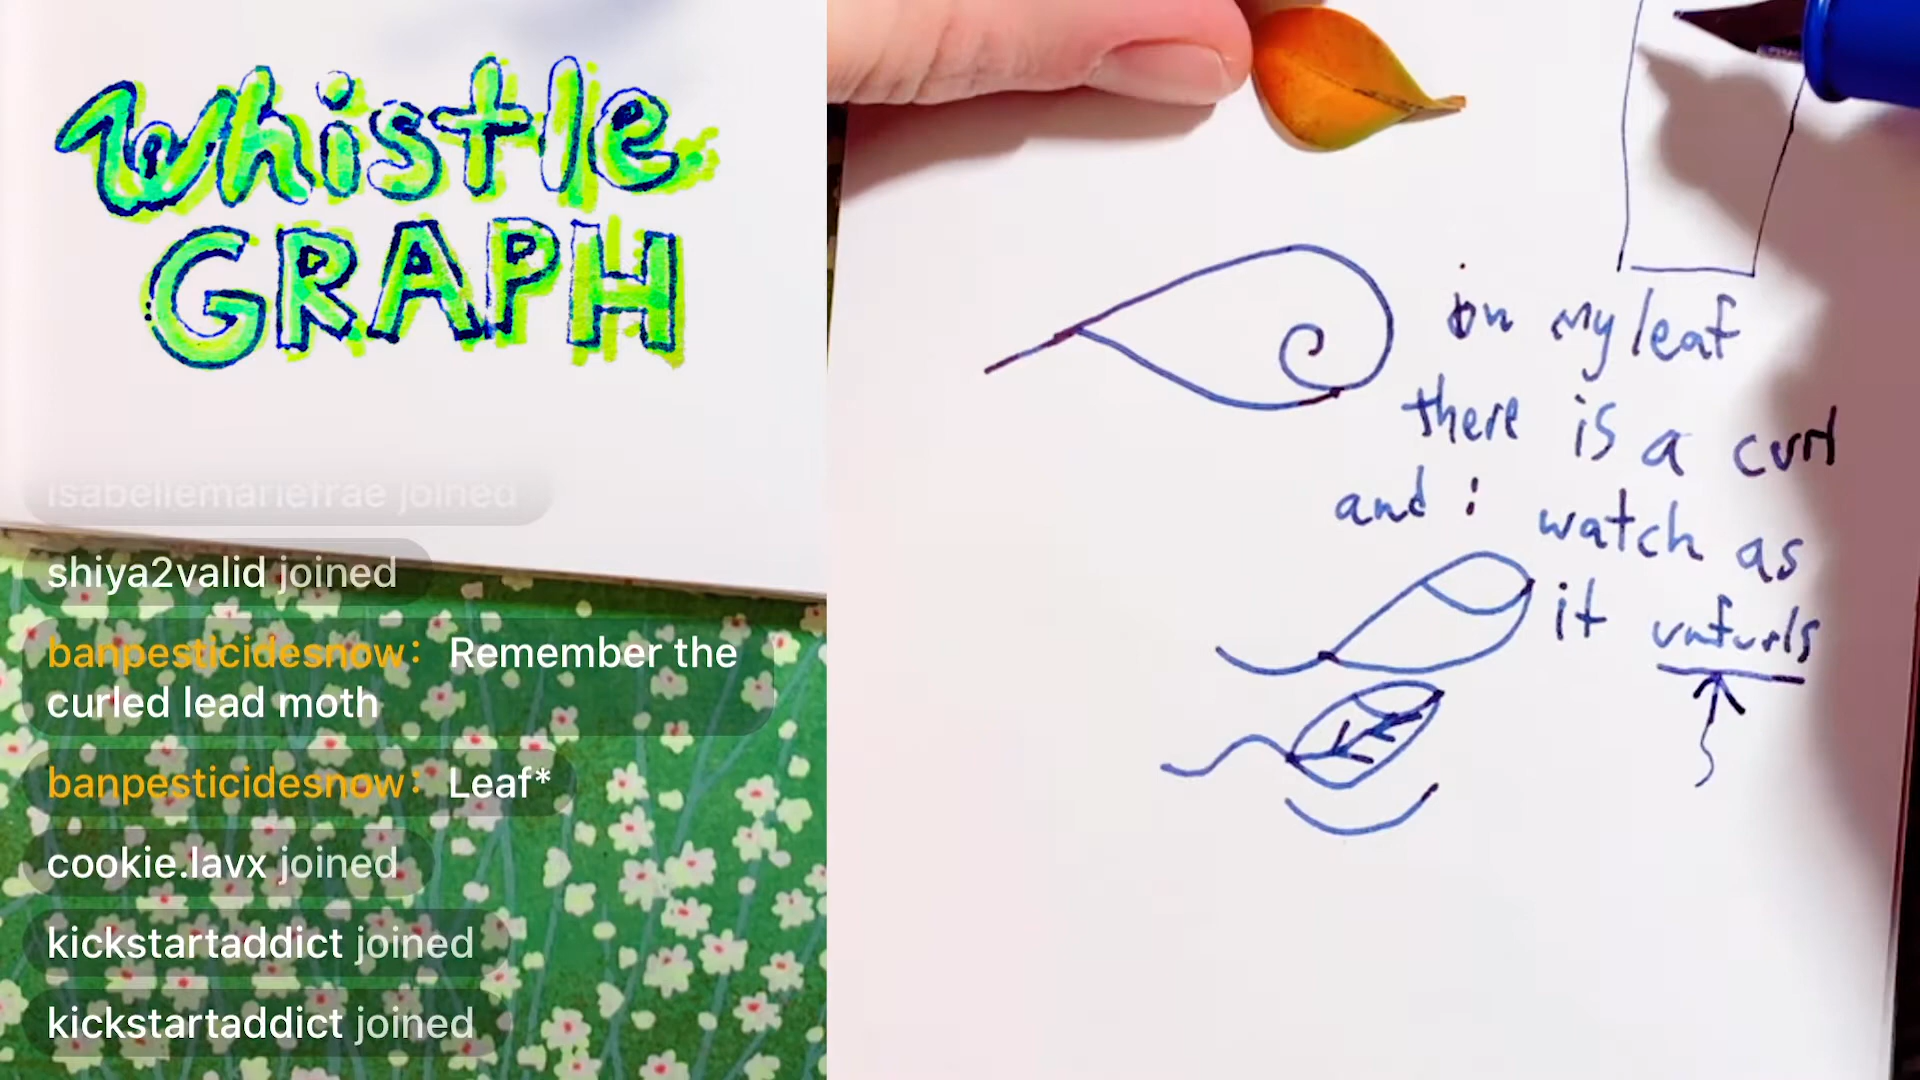 Whistle
GRAPH
isabellemariefrae joined
shiya2valid joined
banpesticidesnow: Remember the
curled lead moth
banpesticidesnow: Leaf*
cookie.lavx joined
kickstartaddict joined
kickstartaddict joined
on my leaf
there is a curl
and i watch as
it unfurls